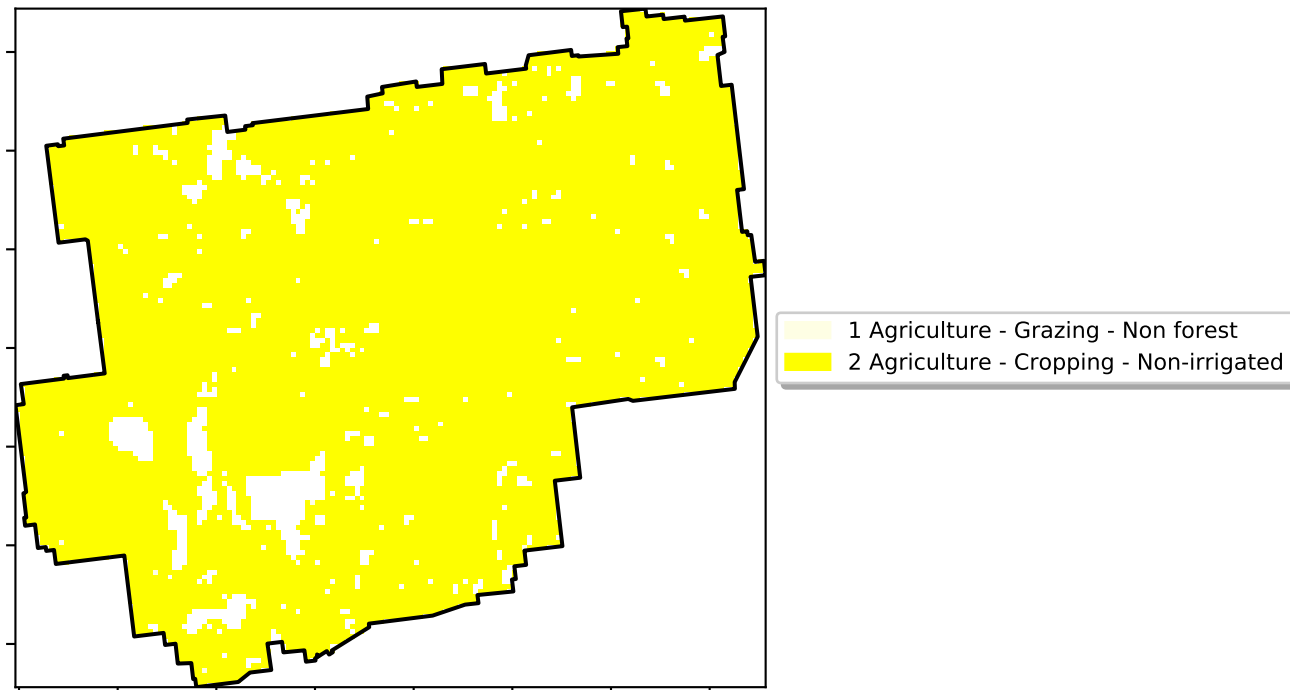 1 Agriculture - Grazing - Non forest
2 Agriculture - Cropping - Non-irrigated